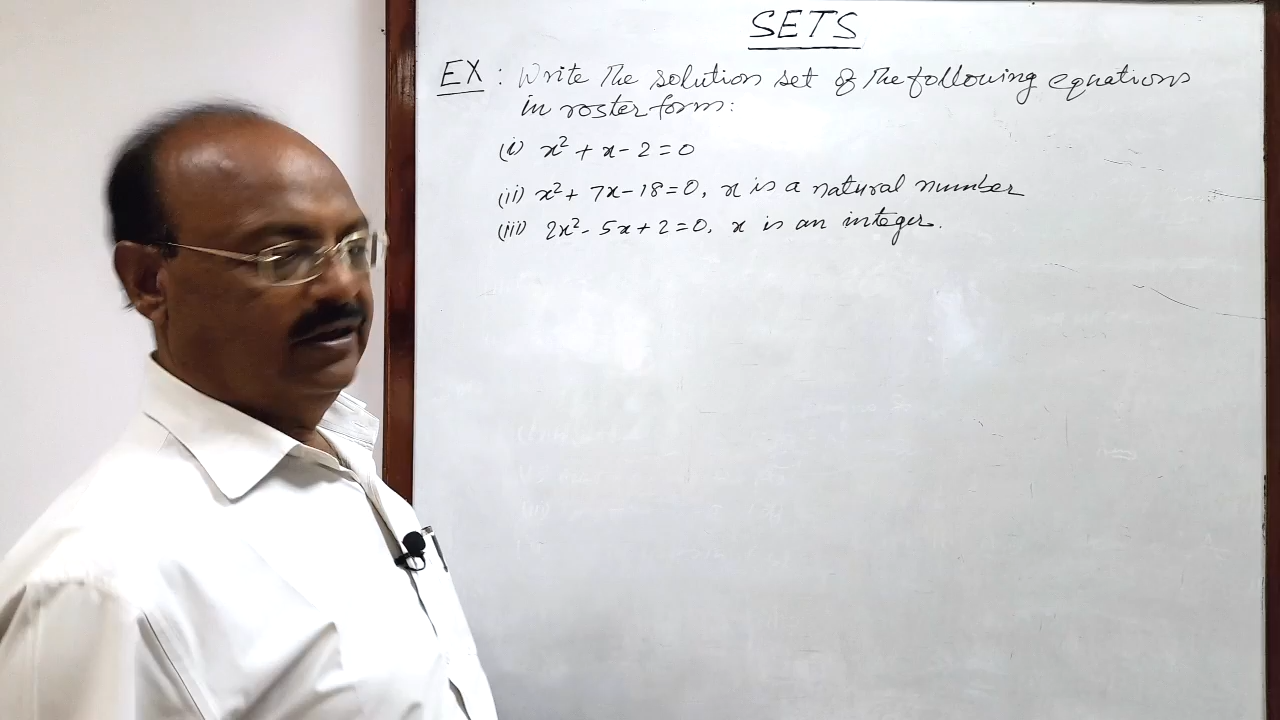 SETS
EX : Write the solution set of the following equations
in roster form:
(i) x² + x - 2 = 0
(ii) x² + 7x - 18 = 0, x is a natural number
(iii) 2x² - 5x + 2 = 0, x is an integer.